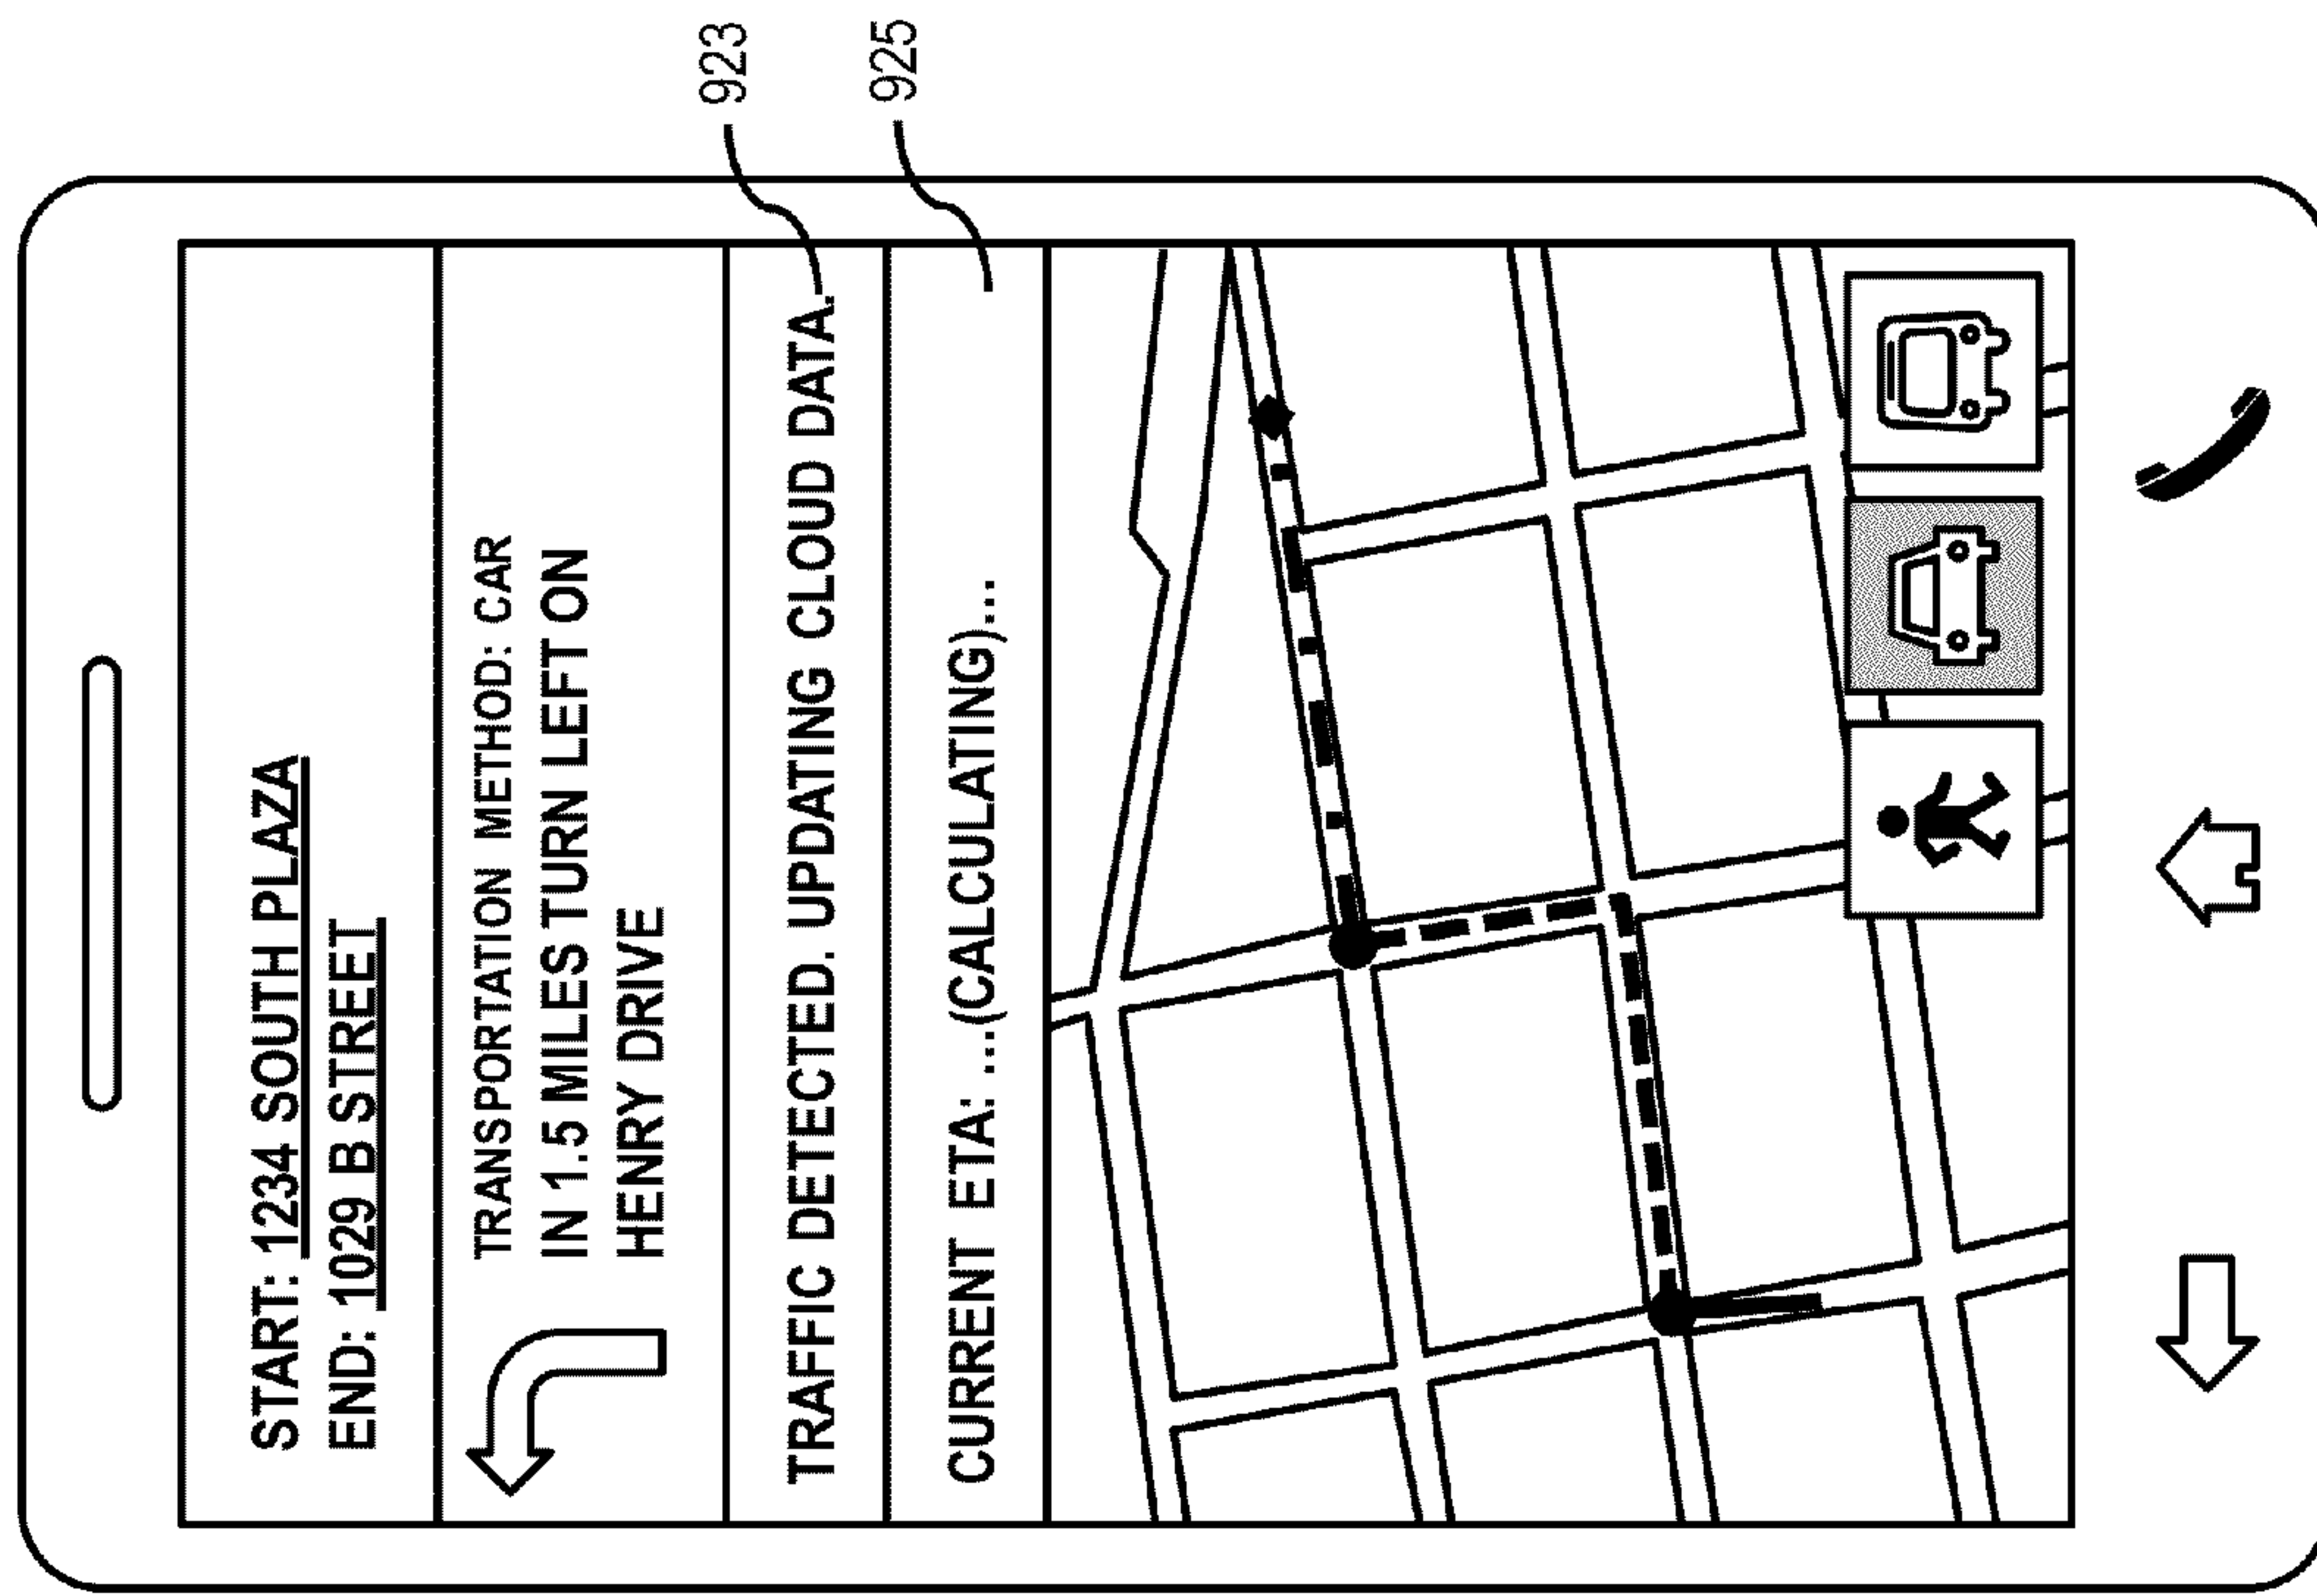 START: 1234 SOUTH PLAZA
END: 1029 B STREET
TRANSPORTATION METHOD: CAR
IN 1.5 MILES TURN LEFT ON
HENRY DRIVE
TRAFFIC DETECTED. UPDATING CLOUD DATA.
923
CURRENT ETA: ...(CALCULATING)...
925